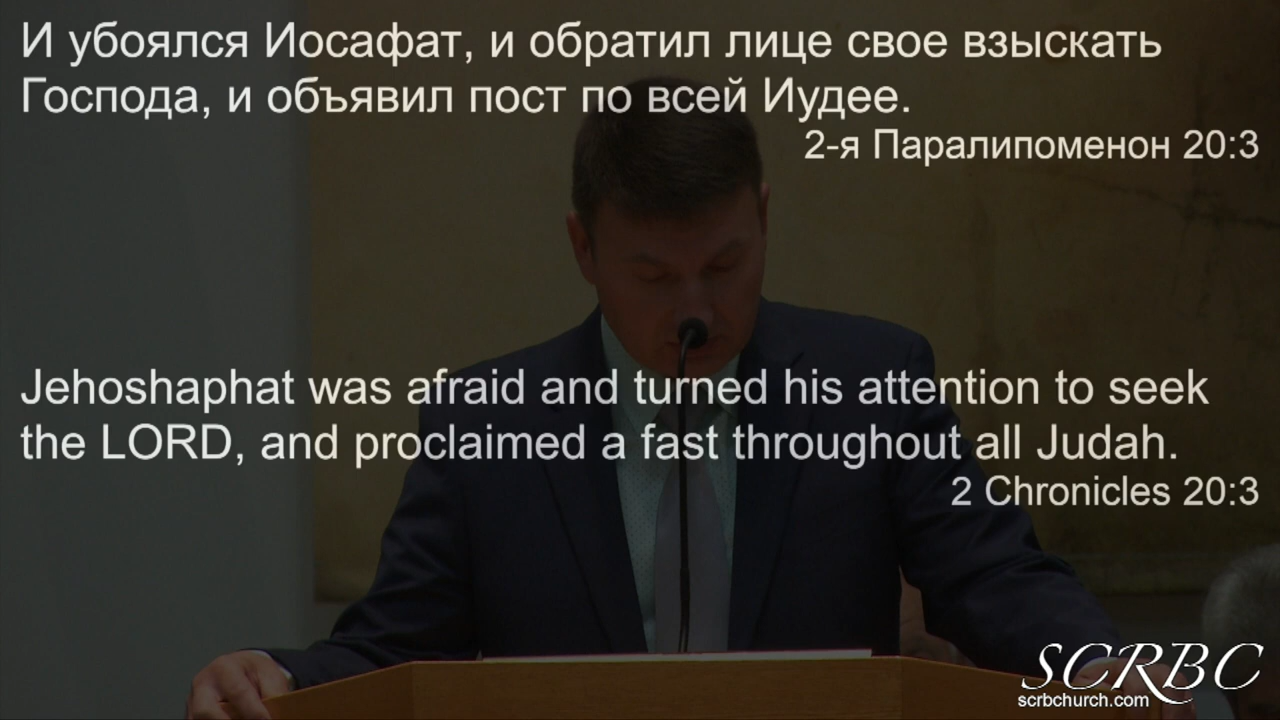 И убоялся Иосафат, и обратил лице свое взыскать
Господа, и объявил пост по всей Иудее.
2-я Паралипоменон 20:3
Jehoshaphat was afraid and turned his attention to seek
the LORD, and proclaimed a fast throughout all Judah.
2 Chronicles 20:3
SCRBC
scrbchurch.com